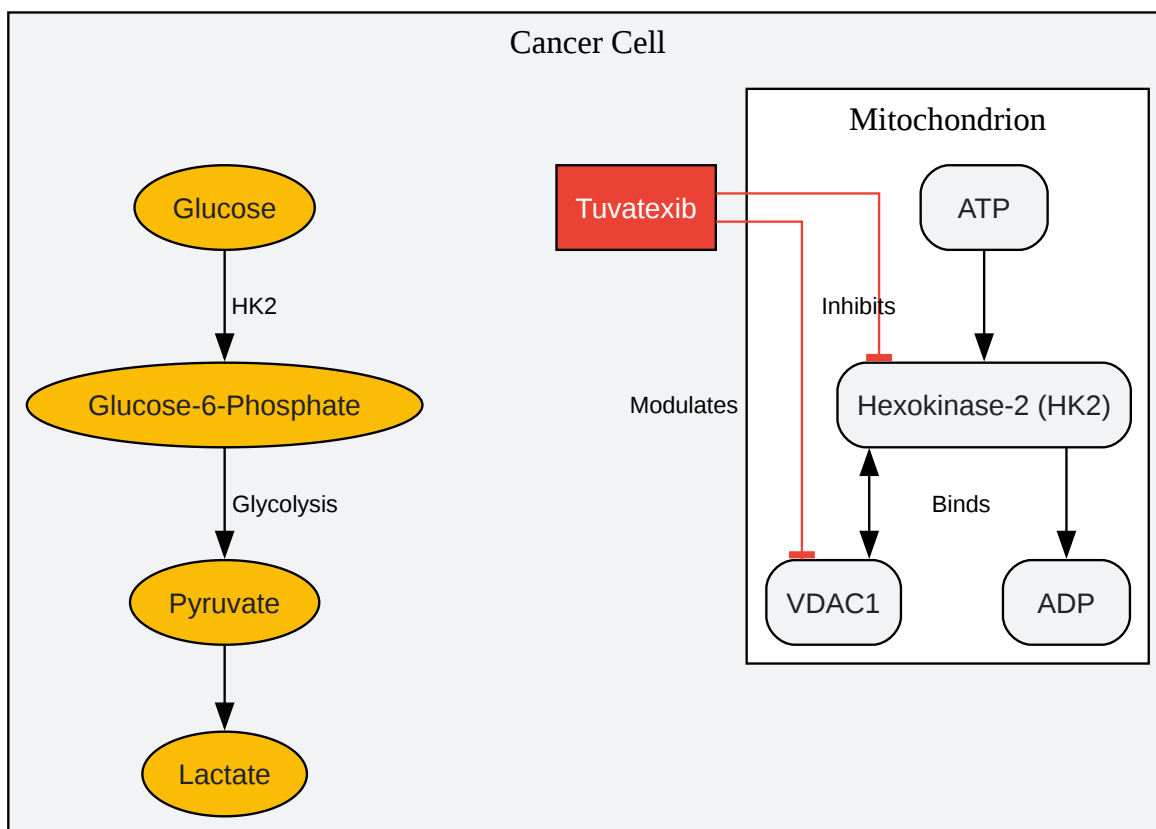 Cancer Cell
Mitochondrion
Glucose
Tuvatexib
ATP
HK2
Inhibits
Glucose-6-Phosphate
Modulates
Hexokinase-2 (HK2)
Glycolysis
Binds
Pyruvate
VDAC1
ADP
Lactate